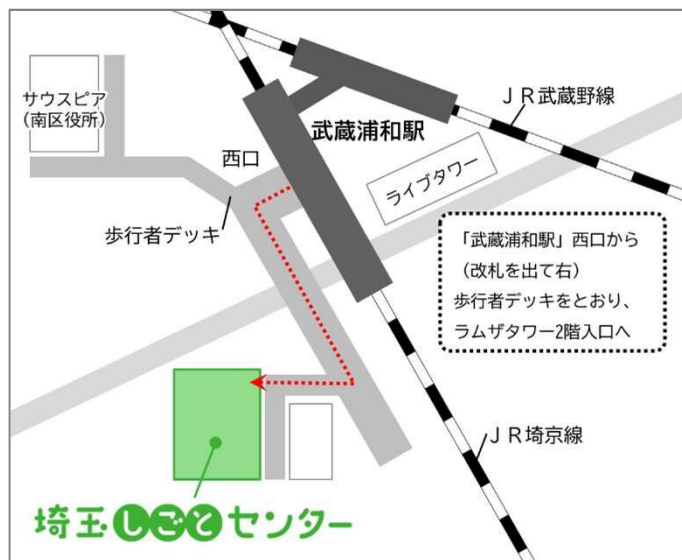 サウスピア
(南区役所)
西口
武蔵浦和駅
JR武蔵野線
ライブタワー
歩行者デッキ
「武蔵浦和駅」西口から
(改札を出て右)
歩行者デッキをとおり、
ラムザタワー2階入口へ
JR埼京線
埼玉しごとセンター